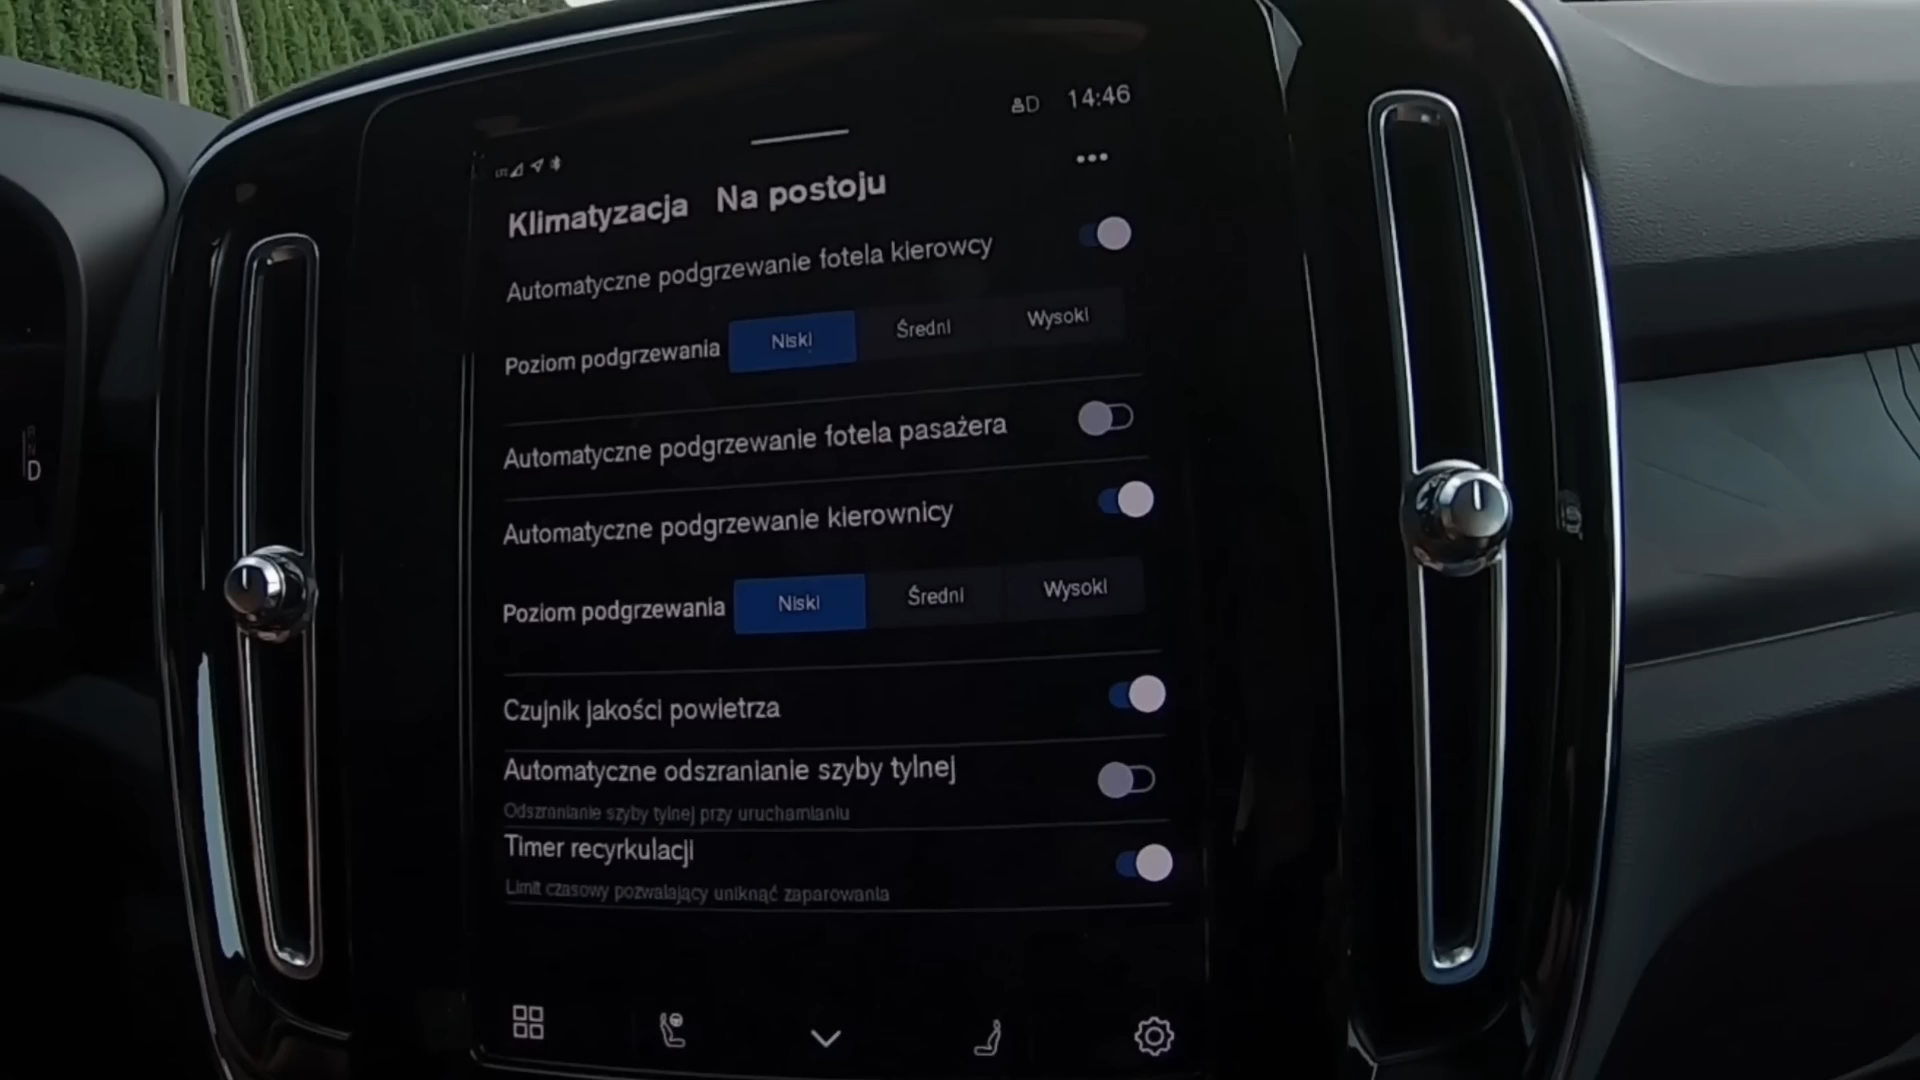 D 14:46
LTE
Klimatyzacja Na postoju
Automatyczne podgrzewanie fotela kierowcy
Poziom podgrzewania Niski Średni Wysoki
Automatyczne podgrzewanie fotela pasażera
Automatyczne podgrzewanie kierownicy
Poziom podgrzewania Niski Średni Wysoki
Czujnik jakości powietrza
Automatyczne odszranianie szyby tylnej
Odszranianie szyby tylnej przy uruchamianiu
Timer recyrkulacji
Limit czasowy pozwalający uniknąć zaparowania
R
N
D